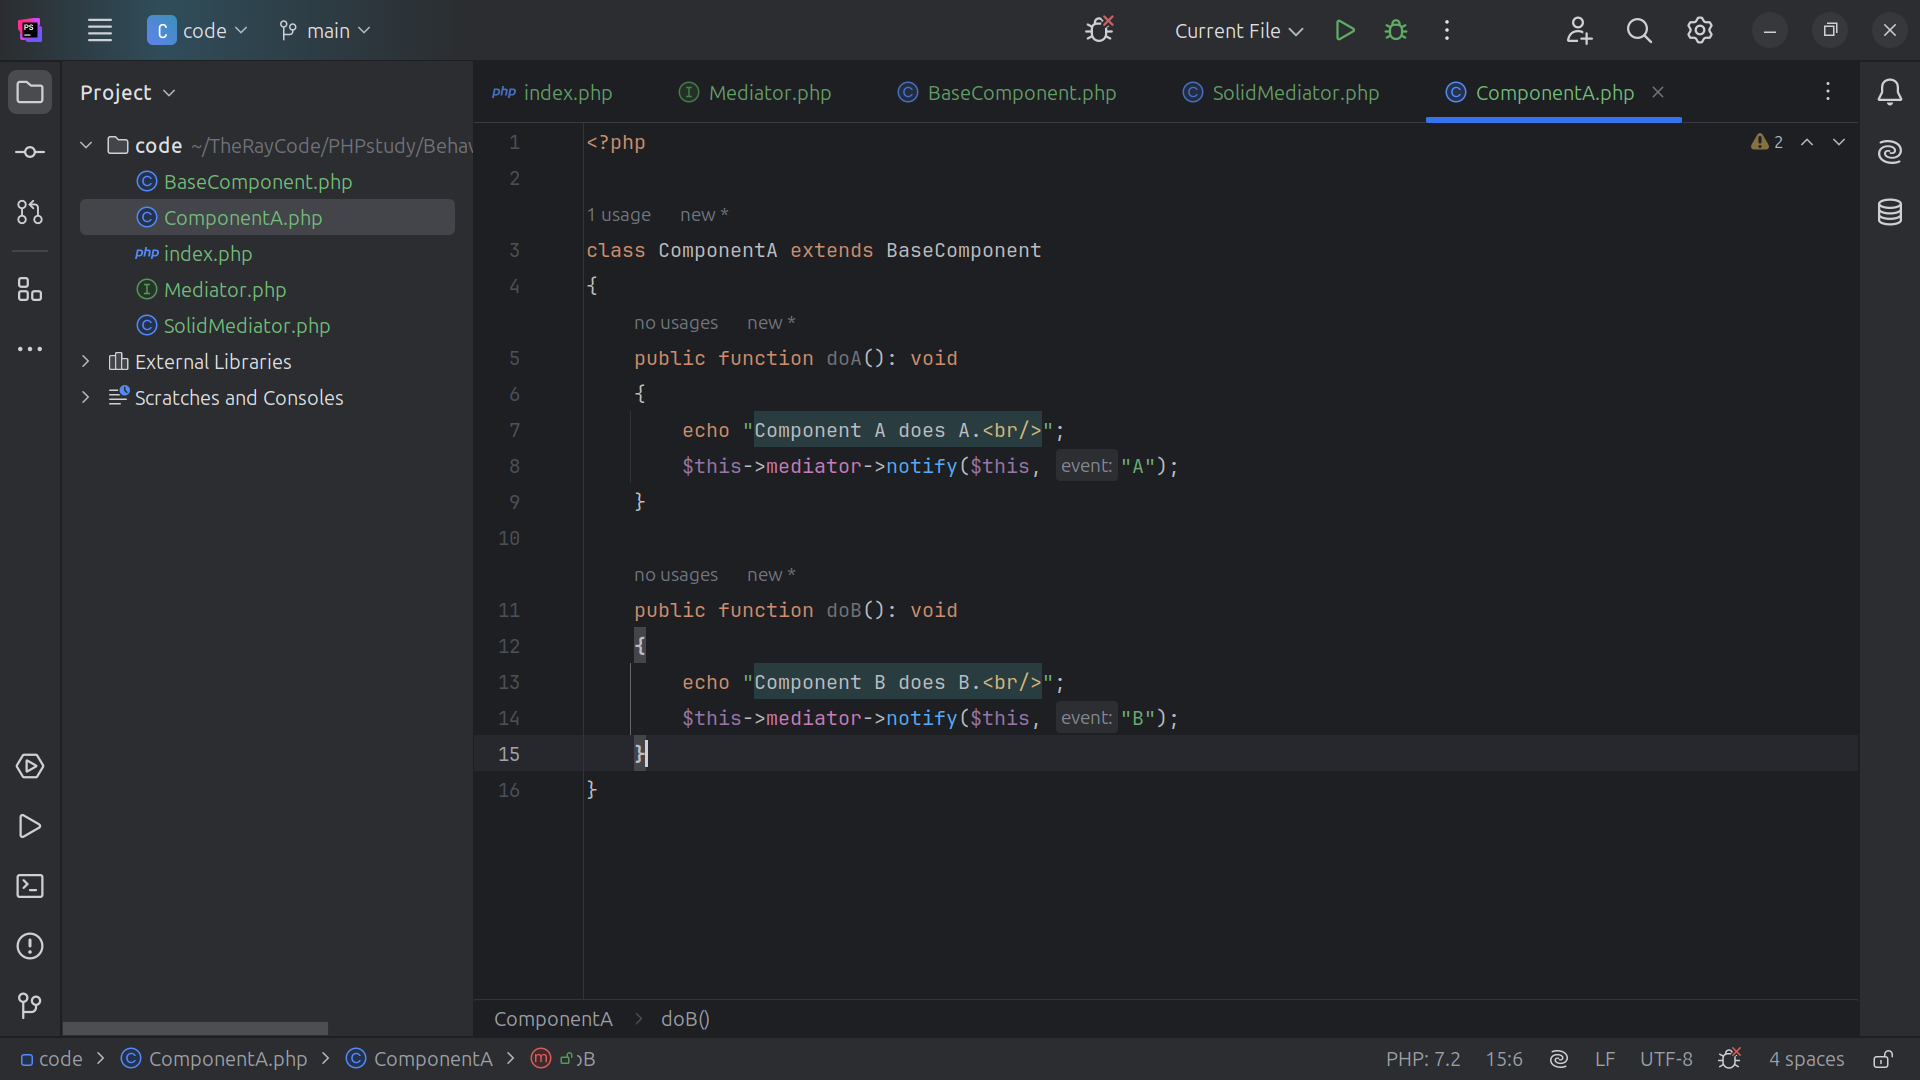 PS
C code
main
Current File
Project
php index.php
Mediator.php
BaseComponent.php
SolidMediator.php
ComponentA.php
code ~/TheRayCode/PHPstudy/Behav
BaseComponent.php
ComponentA.php
php index.php
Mediator.php
SolidMediator.php
External Libraries
Scratches and Consoles
2
1 <?php
2
1 usage new *
3 class ComponentA extends BaseComponent
4 {
no usages new *
5 public function doA(): void
6 {
7 echo "Component A does A.<br/>";
8 $this->mediator->notify($this, event: "A");
9 }
10
no usages new *
11 public function doB(): void
12 {
13 echo "Component B does B.<br/>";
14 $this->mediator->notify($this, event: "B");
15 }
16 }
ComponentA > doB()
code > ComponentA.php > ComponentA > m B
PHP: 7.2 15:6 LF UTF-8 4 spaces